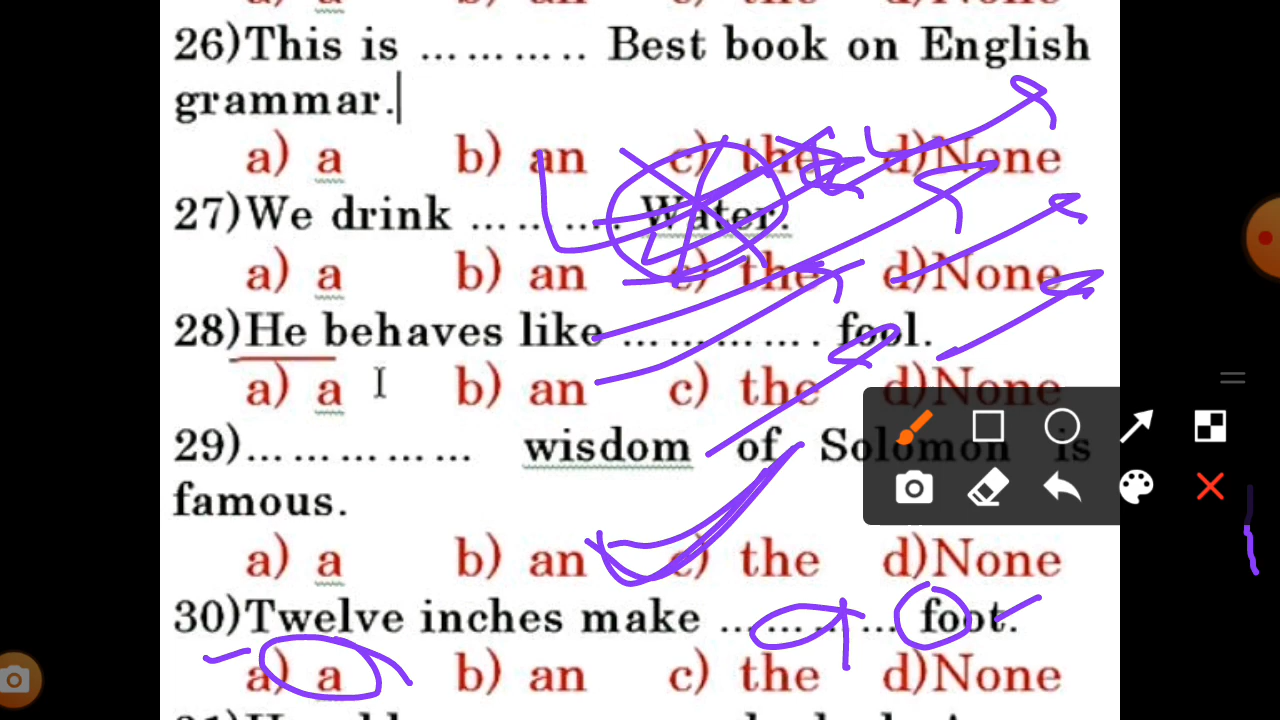 26)This is ………….. Best book on English
grammar.
a) a b) an c) the d)None
27)We drink ……….. Water.
a) a b) an c) the d)None
28)He behaves like ……………. fool.
a) a b) an c) the d)None
29)…………… wisdom of Solomon is
famous.
a) a b) an c) the d)None
30)Twelve inches make ………… foot.
a) a b) an c) the d)None